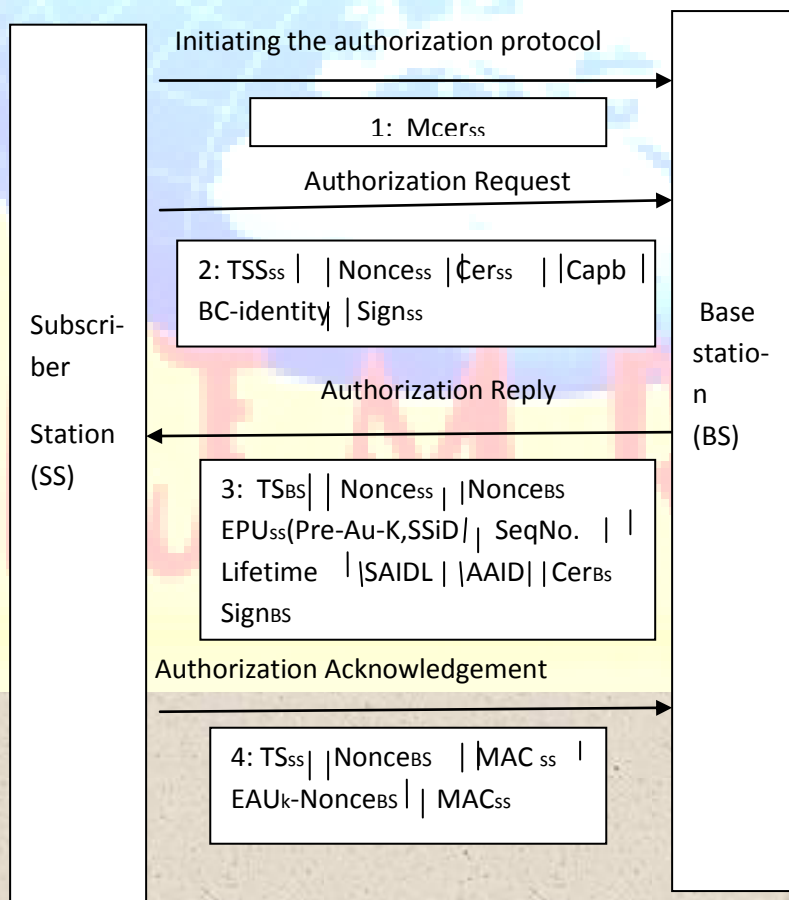 Initiating the authorization protocol
1: Mcerss
Authorization Request
2: TSSss | |Noncess |Cerss | |Capb |
BC-identity| |Signss
Subscri-
ber
Station
(SS)
Base
statio-
n
(BS)
Authorization Reply
3: TSBS| | Noncess | |NonceBS
EPUss(Pre-Au-K,SSiD/ | SeqNo. | |
Lifetime | \SAIDL | \AAID| |CerBs
SignBS
Authorization Acknowledgement
4: TSss| |NonceBS | |MAC ss |
EAUk-NonceBS| | MACss